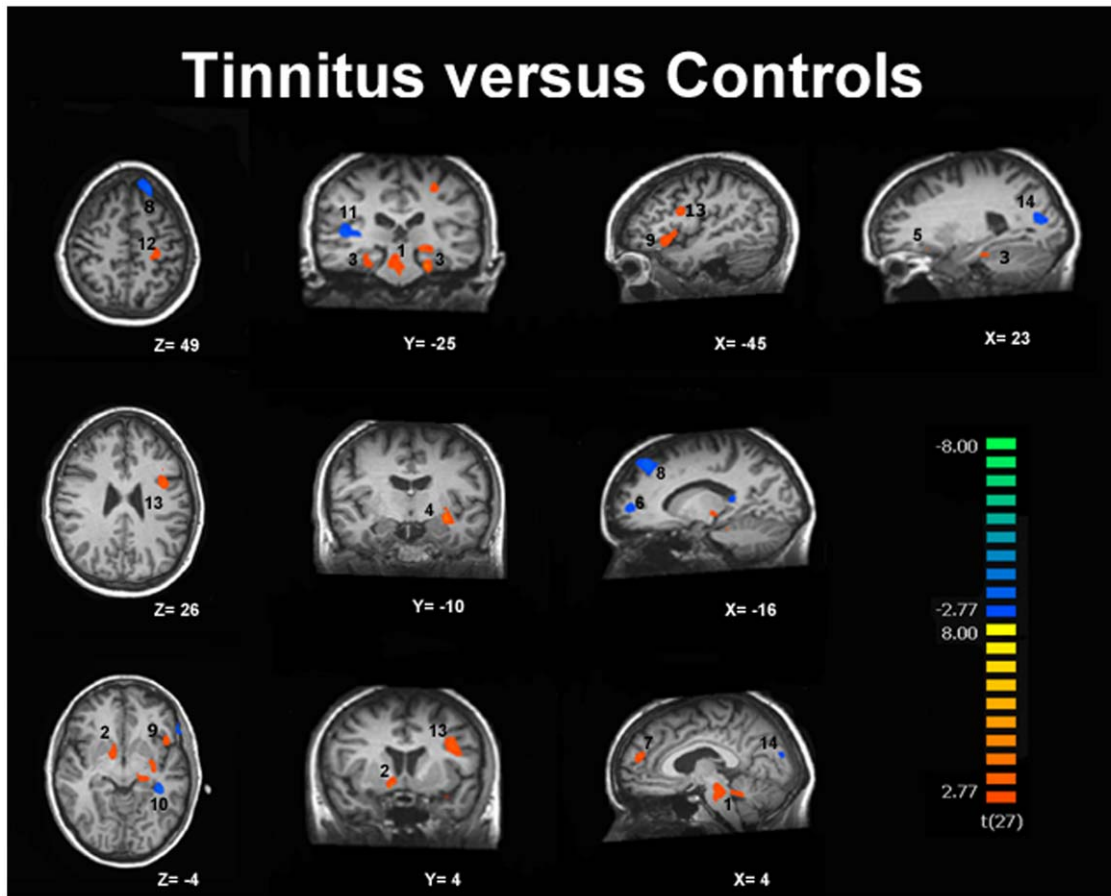 Tinnitus versus Controls
8
12
Z= 49
11
3
1
3
Y= -25
13
9
X= -45
14
5
3
X= 23
13
Z= 26
4
Y= -10
8
6
X= -16
2
9
10
Z= -4
13
2
Y= 4
7
14
1
X= 4
-8.00
-2.77
8.00
2.77
t(27)